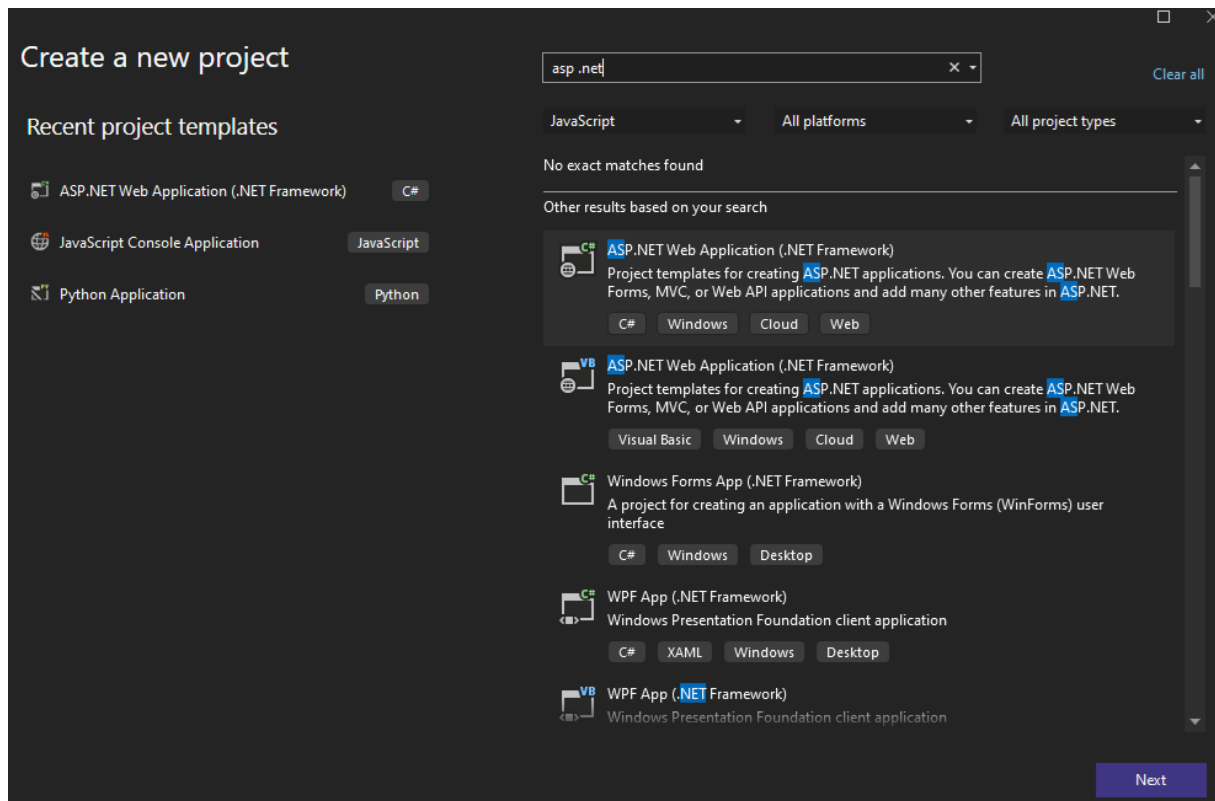 Create a new project
Recent project templates
ASP.NET Web Application (.NET Framework) C#
JavaScript Console Application JavaScript
Python Application Python
asp .net
Clear all
JavaScript All platforms All project types
No exact matches found
Other results based on your search
C#
ASP.NET Web Application (.NET Framework)
Project templates for creating ASP.NET applications. You can create ASP.NET Web
Forms, MVC, or Web API applications and add many other features in ASP.NET.
C# Windows Cloud Web
VB
ASP.NET Web Application (.NET Framework)
Project templates for creating ASP.NET applications. You can create ASP.NET Web
Forms, MVC, or Web API applications and add many other features in ASP.NET.
Visual Basic Windows Cloud Web
C#
Windows Forms App (.NET Framework)
A project for creating an application with a Windows Forms (WinForms) user
interface
C# Windows Desktop
C#
WPF App (.NET Framework)
Windows Presentation Foundation client application
C# XAML Windows Desktop
VB
WPF App (.NET Framework)
Windows Presentation Foundation client application
Next